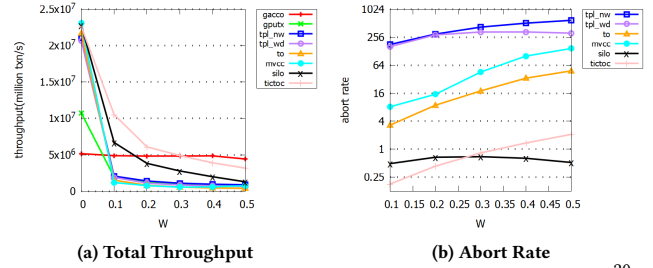 throughput(million txn/s)
2.5x10^7
2x10^7
1.5x10^7
1x10^7
5x10^6
0
0 0.1 0.2 0.3 0.4 0.5
W
gacco
gputx
tpl_nw
tpl_wd
to
mvcc
silo
tictoc
(a) Total Throughput
abort rate
1024
256
64
16
4
1
0.25
0.1 0.15 0.2 0.25 0.3 0.35 0.4 0.45 0.5
W
tpl_nw
tpl_wd
to
mvcc
silo
tictoc
(b) Abort Rate